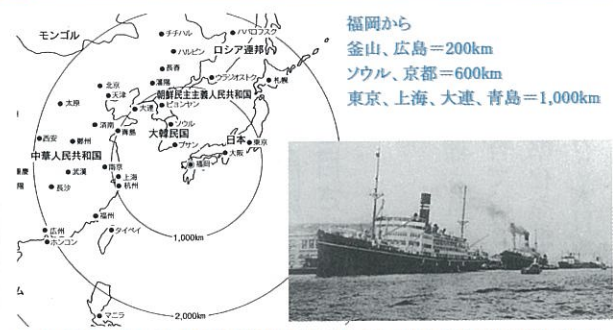 福岡から
釜山、広島＝200km
ソウル、京都＝600km
東京、上海、大連、青島＝1,000km
モンゴル
チチハル
ハバロフスク
ハルビン
ロシア連邦
長春
瀋陽
ウラジオストク
札幌
北京
天津
朝鮮民主主義人民共和国
太原
大連
ピョンヤン
済南
青島
ソウル
大韓民国
西安
鄭州
プサン
日本
東京
大阪
中華人民共和国
福岡
南京
武漢
上海
杭州
長沙
福州
広州
タイペイ
ホンコン
1,000km
マニラ
2,000km
ム